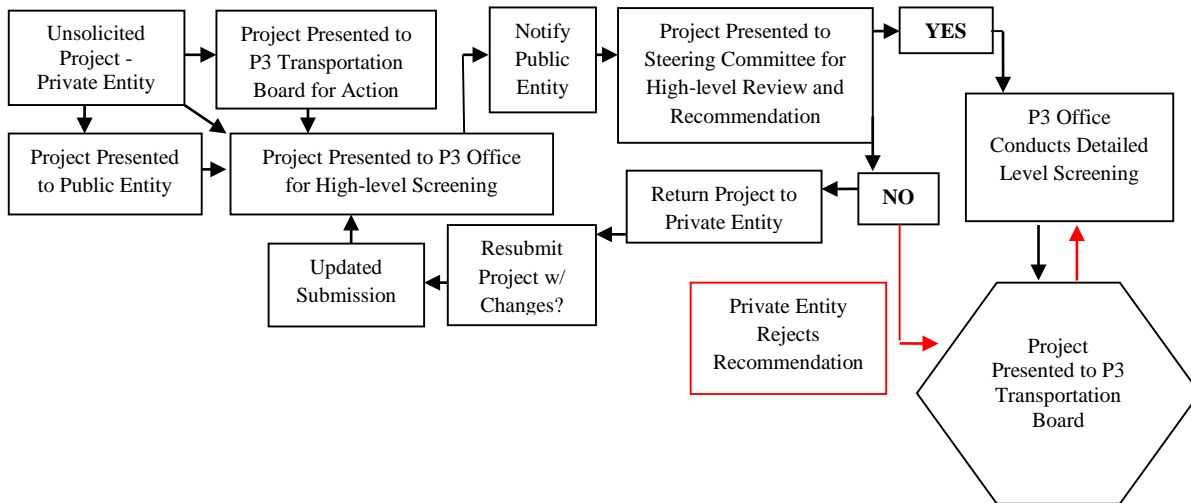 Unsolicited
Project -
Private Entity
Project Presented to
P3 Transportation
Board for Action
Notify
Public
Entity
Project Presented to
Steering Committee for
High-level Review and
Recommendation
YES
P3 Office
Conducts Detailed
Level Screening
Project Presented
to Public Entity
Project Presented to P3 Office
for High-level Screening
Return Project to
Private Entity
NO
Updated
Submission
Resubmit
Project w/
Changes?
Private Entity
Rejects
Recommendation
Project
Presented to P3
Transportation
Board